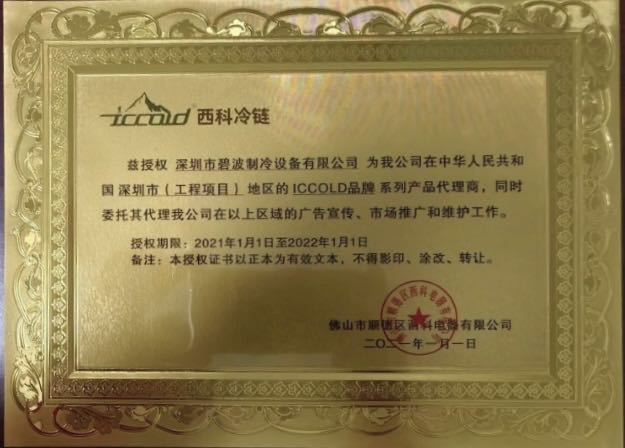 iccold 西科冷链
兹授权 深圳市碧波制冷设备有限公司 为我公司在中华人民共和
国深圳市（工程项目）地区的 ICCOLD品牌 系列产品代理商，同时
委托其代理我公司在以上区域的广告宣传、市场推广和维护工作。
授权期限：2021年1月1日至2022年1月1日
备注：本授权证书以正本为有效文本，不得影印、涂改、转让。
佛山市顺德区西科电器有限公司
二〇二一年一月一日